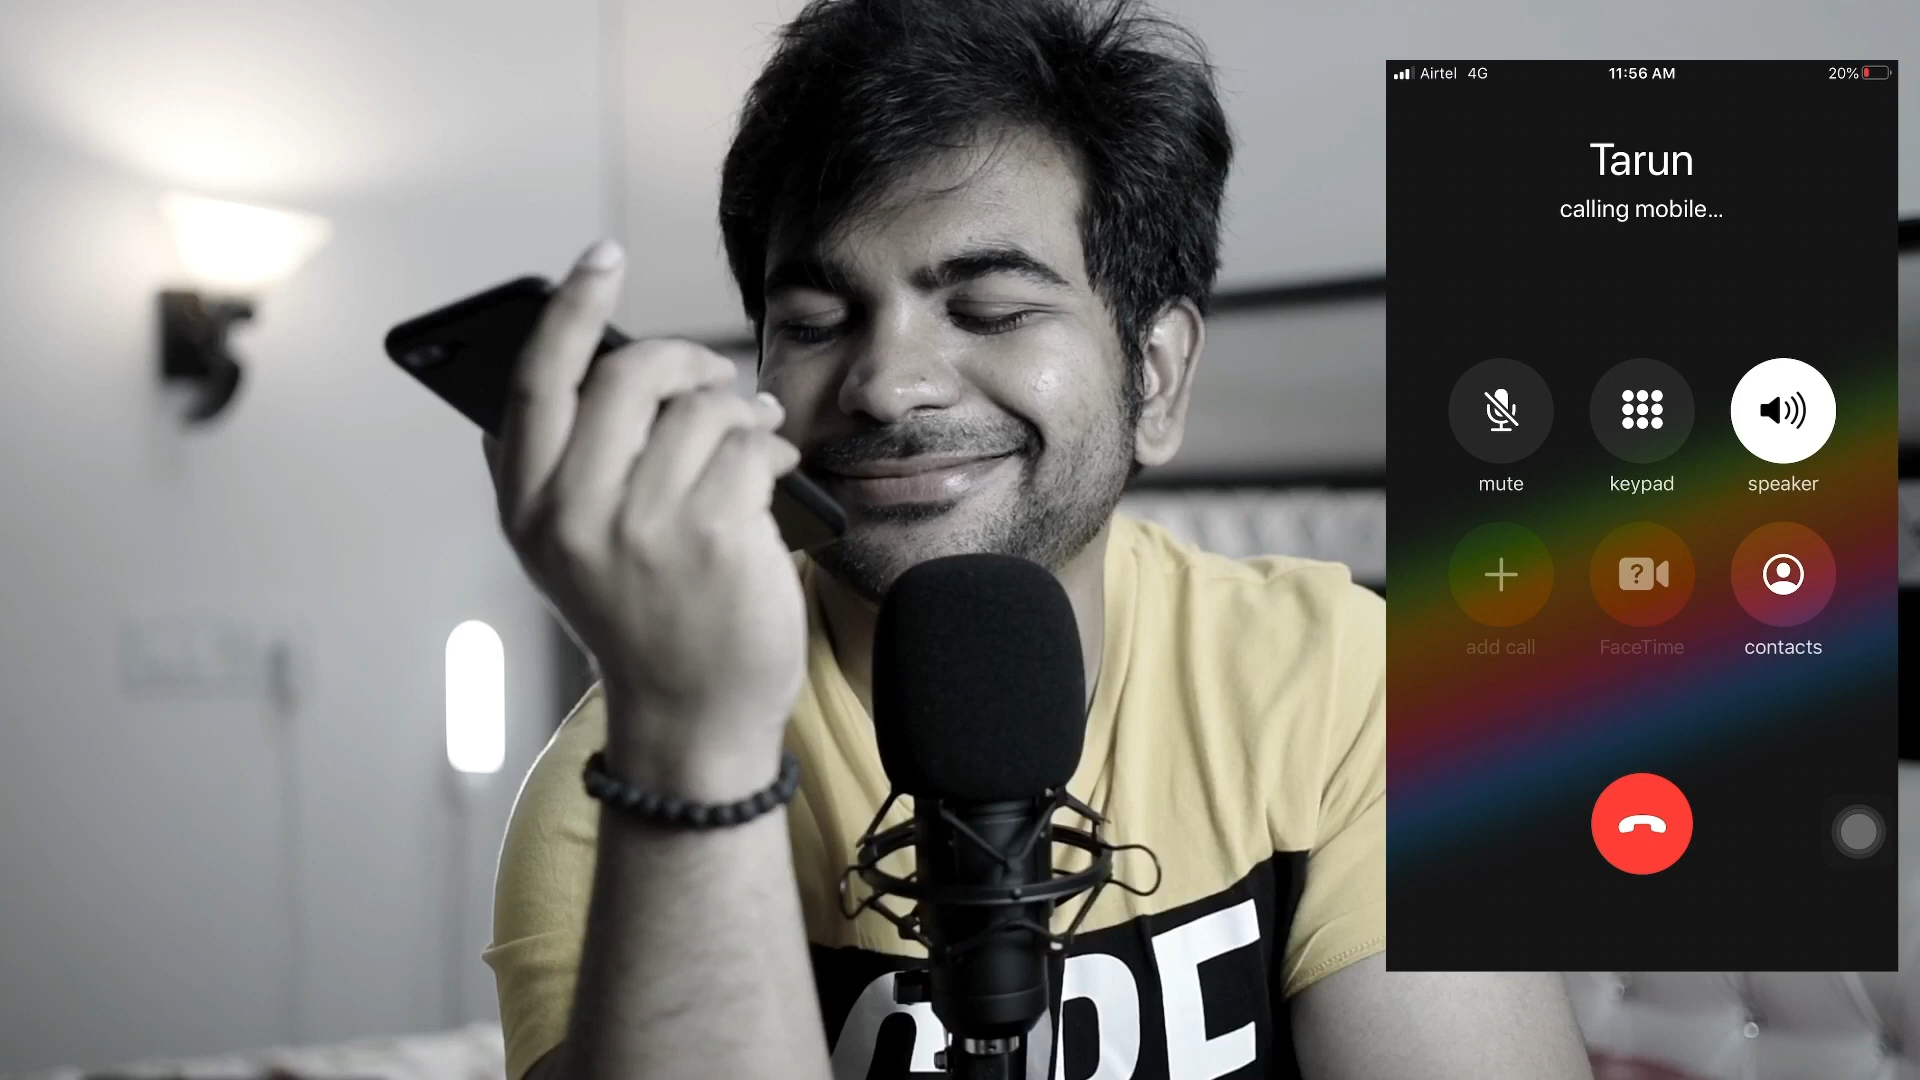 Airtel 4G 11:56 AM 20%
Tarun
calling mobile...
mute keypad speaker
?
add call FaceTime contacts